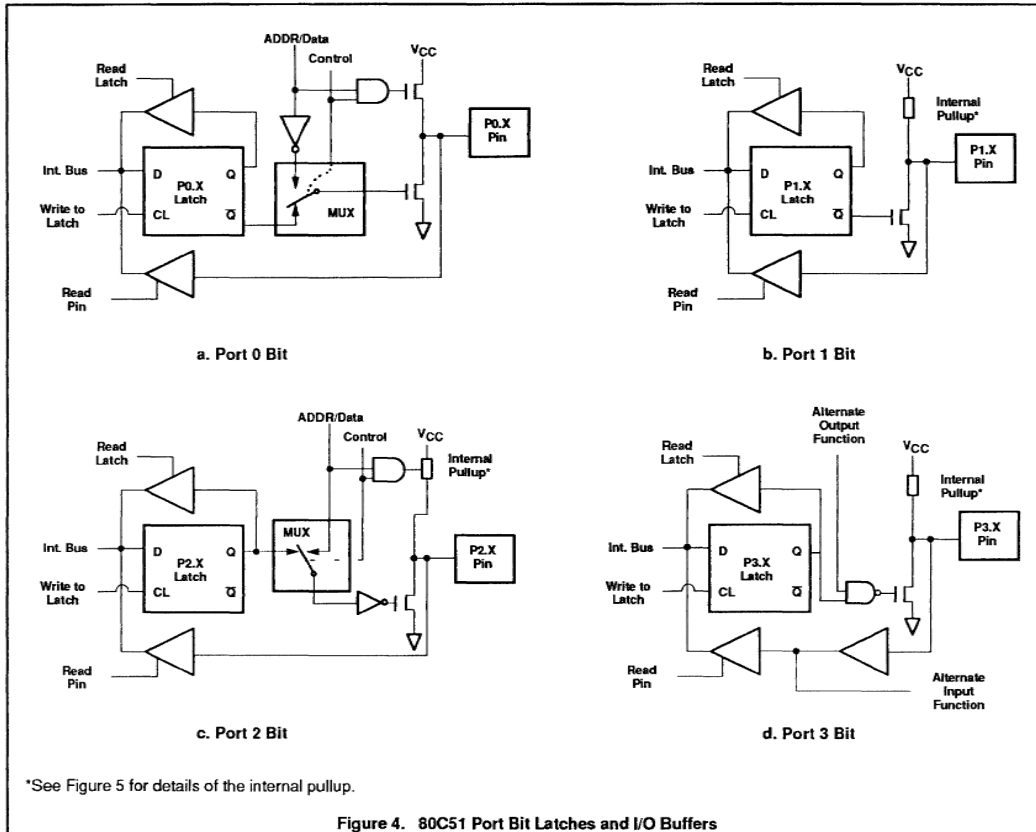 ADDR/Data
Control
VCC
Read
Latch
Int. Bus
D
Q
P0.X
Latch
Write to
Latch
CL
Q
MUX
P0.X
Pin
Read
Pin
a. Port 0 Bit
Read
Latch
VCC
Internal
Pullup*
P1.X
Pin
Int. Bus
D
Q
P1.X
Latch
Write to
Latch
CL
Q
Read
Pin
b. Port 1 Bit
ADDR/Data
Control
VCC
Internal
Pullup*
Read
Latch
MUX
Int. Bus
D
Q
P2.X
Latch
Write to
Latch
CL
Q
P2.X
Pin
Read
Pin
c. Port 2 Bit
Alternate
Output
Function
VCC
Internal
Pullup*
Read
Latch
P3.X
Pin
Int. Bus
D
Q
P3.X
Latch
Write to
Latch
CL
Q
Read
Pin
Alternate
Input
Function
d. Port 3 Bit
*See Figure 5 for details of the internal pullup.
Figure 4. 80C51 Port Bit Latches and I/O Buffers